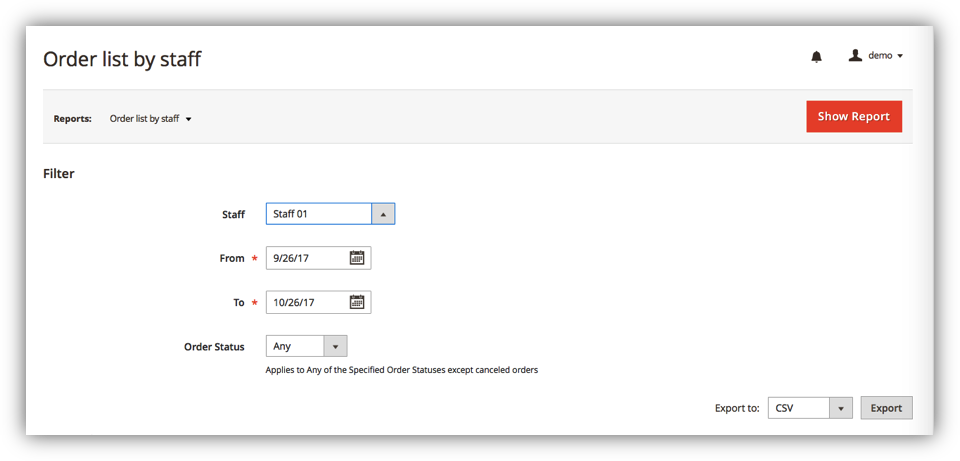 Order list by staff
demo
Reports: Order list by staff
Show Report
Filter
Staff Staff 01
From * 9/26/17
To * 10/26/17
Order Status Any
Applies to Any of the Specified Order Statuses except canceled orders
Export to: CSV Export